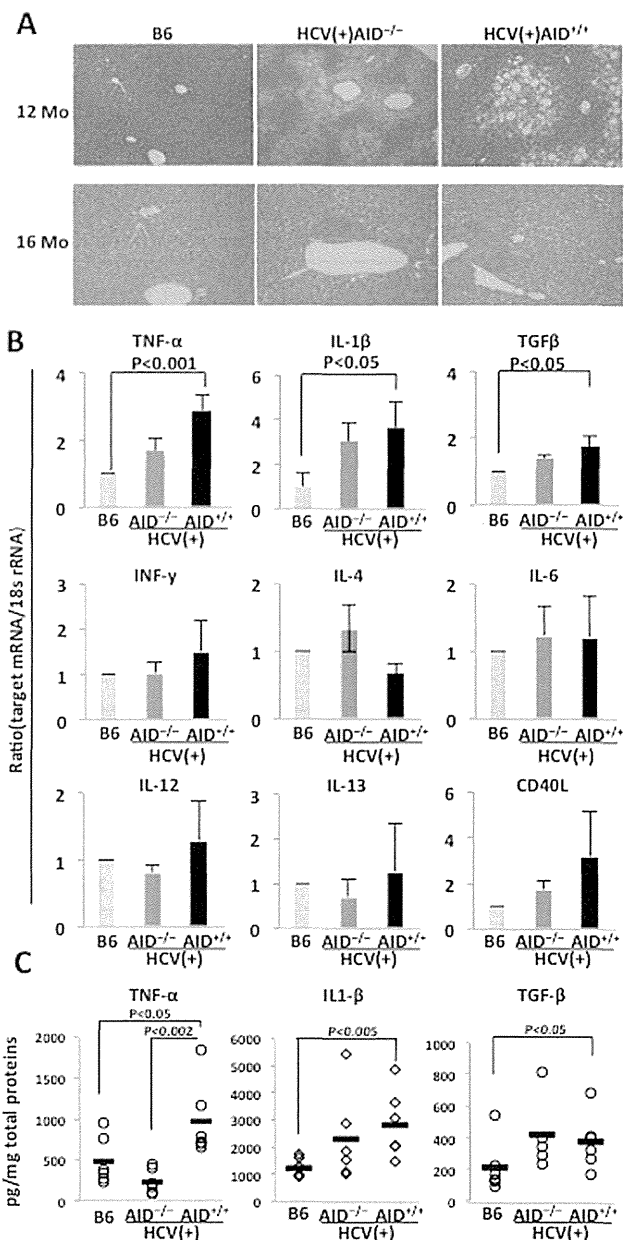 A
B6 HCV(+)AID−/− HCV(+)AID+/+
12 Mo
16 Mo
B
Ratio(target mRNA/18s rRNA)
TNF-α IL-1β TGFβ
P<0.001 P<0.05 P<0.05
4 6 4
2 4 2
2
0 0 0
B6 AID−/− AID+/+ B6 AID−/− AID+/+ B6 AID−/− AID+/+
HCV(+) HCV(+) HCV(+)
INF-γ IL-4 IL-6
3 2 2
2
1 1 1
0 0 0
B6 AID−/− AID+/+ B6 AID−/− AID+/+ B6 AID−/− AID+/+
HCV(+) HCV(+) HCV(+)
IL-12 IL-13 CD40L
2 3 6
2 4
1 1 2
0 0 0
B6 AID−/− AID+/+ B6 AID−/− AID+/+ B6 AID−/− AID+/+
HCV(+) HCV(+) HCV(+)
C
pg/mg total proteins
TNF-α IL1-β TGF-β
P<0.05
P<0.002 P<0.005 P<0.05
2000 6000 1000
5000 800
1500 4000 600
1000 3000
2000 400
500 1000 200
0 0 0
B6 AID−/− AID+/+ B6 AID−/− AID+/+ B6 AID−/− AID+/+
HCV(+) HCV(+) HCV(+)